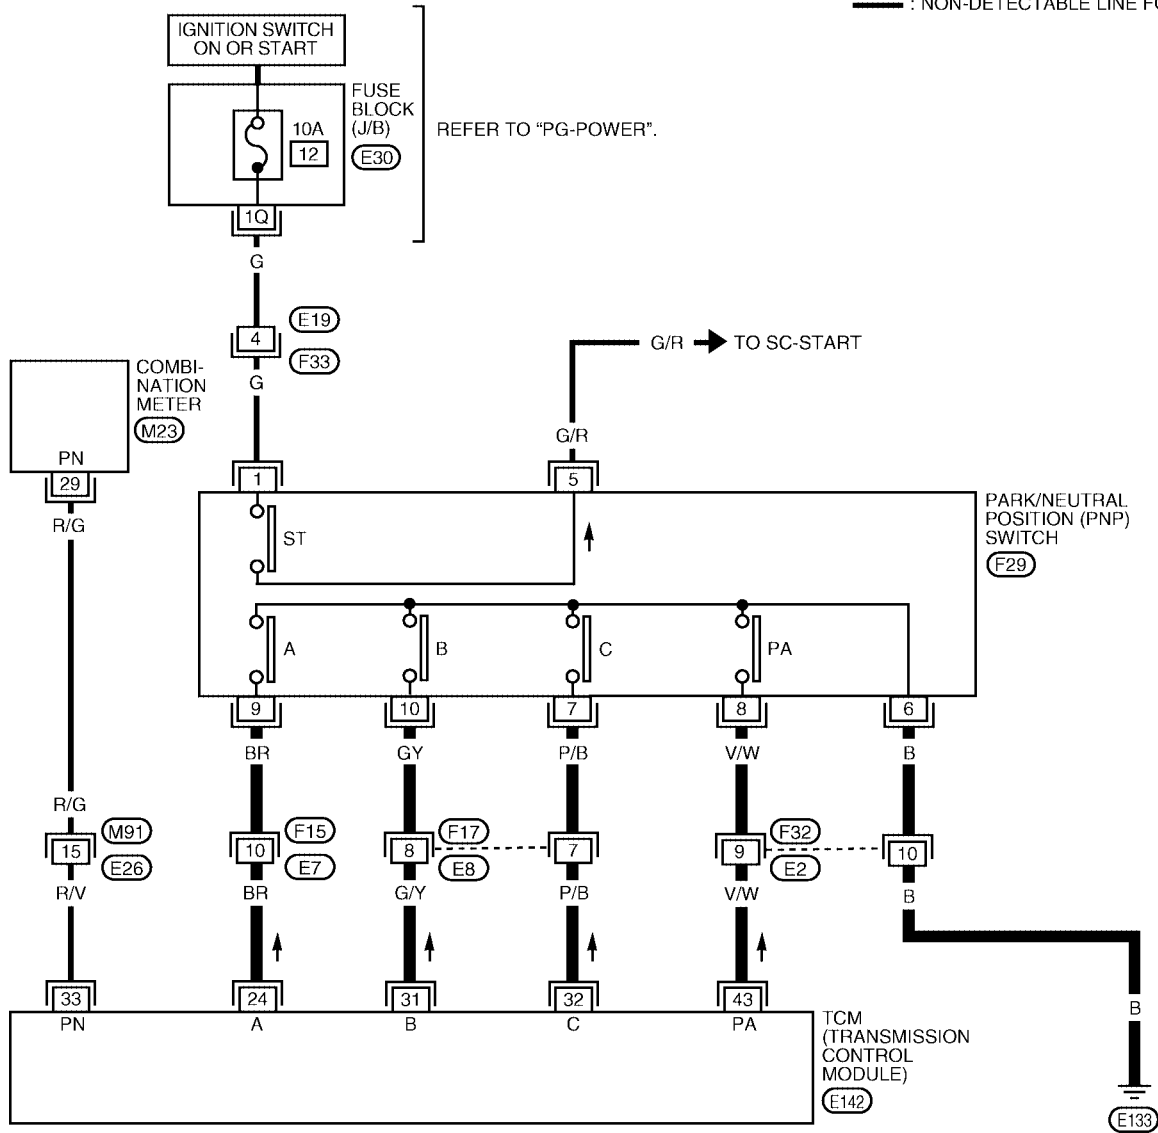 : NON-DETECTABLE LINE
IGNITION SWITCH
ON OR START
FUSE
BLOCK
(J/B)
10A
12
E30
REFER TO “PG-POWER”.
1Q
G
E19
4
F33
G
G/R
TO SC-START
COMBI-
NATION
METER
M23
G/R
PN
29
1
5
R/G
PARK/NEUTRAL
POSITION (PNP)
SWITCH
F29
ST
A
B
C
PA
9
10
7
8
6
BR
GY
P/B
V/W
B
R/G
M91
F15
F17
F32
15
10
8
7
9
10
E26
E7
E8
E2
R/V
BR
G/Y
P/B
V/W
B
33
24
31
32
43
PN
A
B
C
PA
TCM
(TRANSMISSION
CONTROL
MODULE)
E142
B
E133